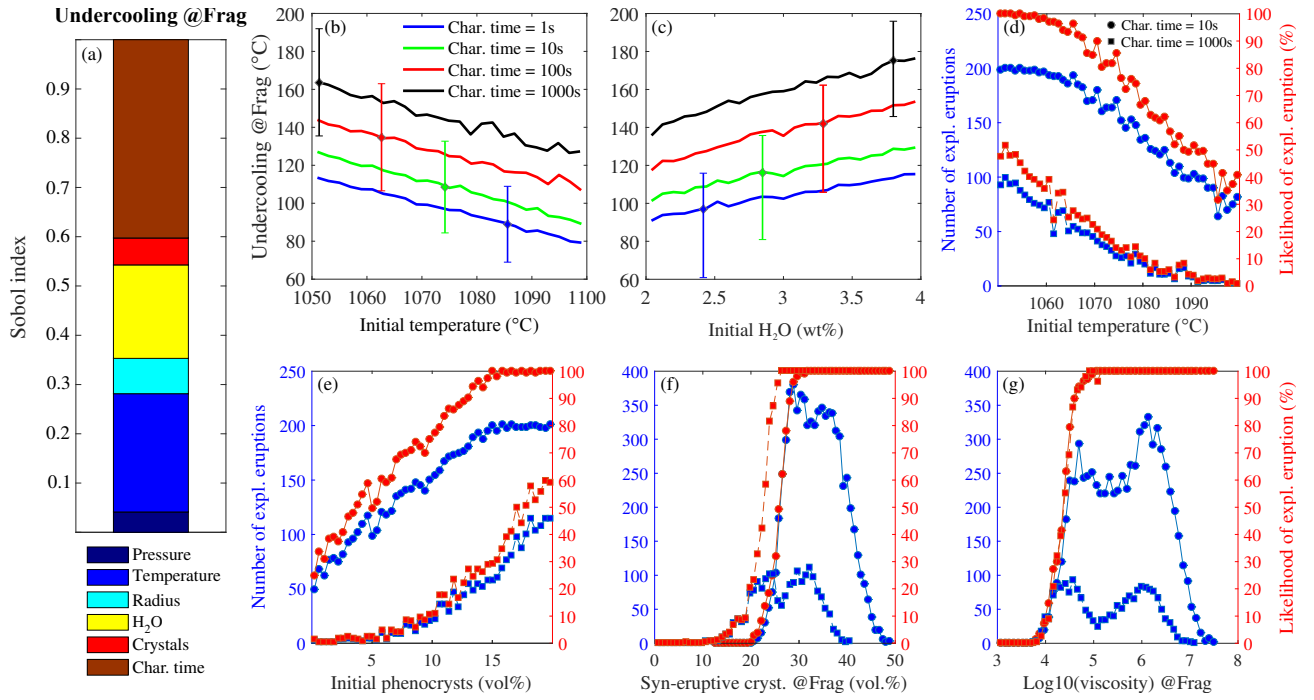 Undercooling @Frag
(a)
Sobol index
0.9
0.8
0.7
0.6
0.5
0.4
0.3
0.2
0.1
Pressure
Temperature
Radius
H2O
Crystals
Char. time
(b)
Char. time = 1s
Char. time = 10s
Char. time = 100s
Char. time = 1000s
Undercooling @Frag (°C)
200
180
160
140
120
100
80
60
1050 1060 1070 1080 1090 1100
Initial temperature (°C)
(c)
200
180
160
140
120
100
80
60
2 2.5 3 3.5 4
Initial H2O (wt%)
(d)
Char. time = 10s
Char. time = 1000s
Number of expl. eruptions
250
200
150
100
50
0
1060 1070 1080 1090
Initial temperature (°C)
100
90
80
70
60
50
40
30
20
10
0
Likelihood of expl. eruption (%)
(e)
Number of expl. eruptions
250
200
150
100
50
0
5 10 15
Initial phenocrysts (vol%)
100
90
80
70
60
50
40
30
20
10
0
(f)
400
350
300
250
200
150
100
50
0
0 10 20 30 40 50
Syn-eruptive cryst. @Frag (vol.%)
100
90
80
70
60
50
40
30
20
10
0
(g)
400
350
300
250
200
150
100
50
0
3 4 5 6 7 8
Log10(viscosity) @Frag
100
90
80
70
60
50
40
30
20
10
0
Likelihood of expl. eruption (%)